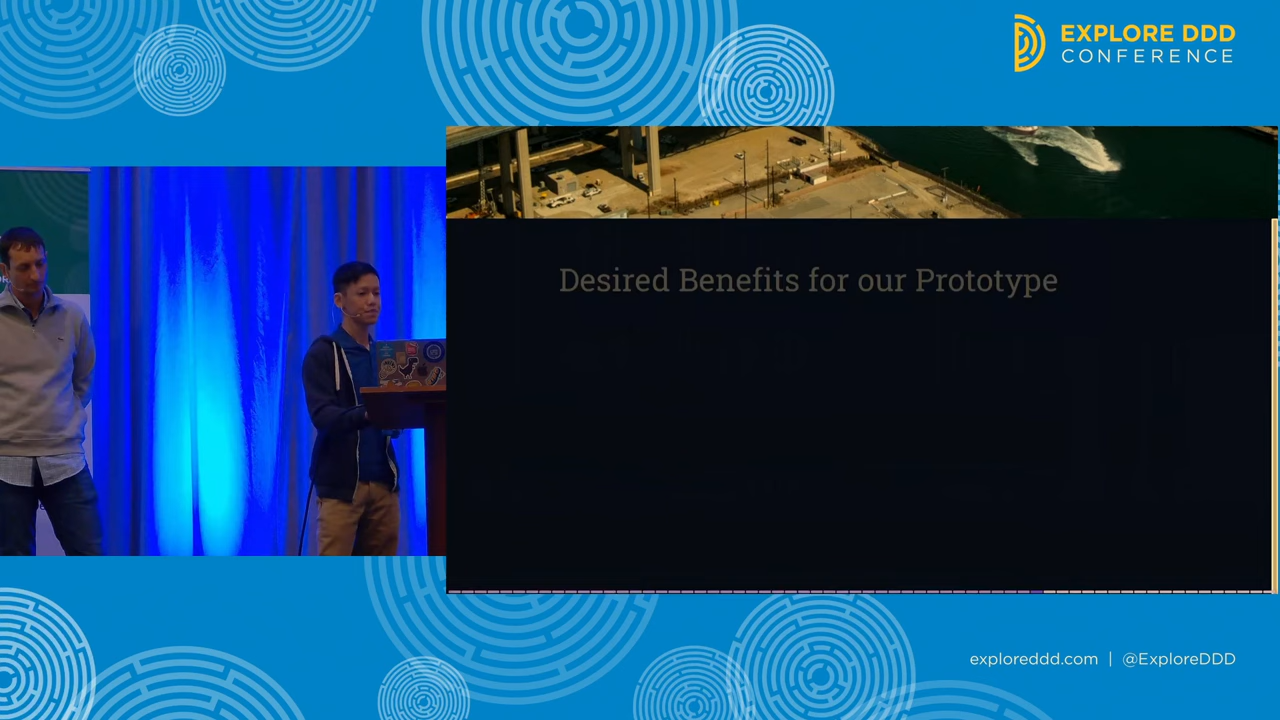 EXPLORE DDD
CONFERENCE
Desired Benefits for our Prototype
exploreddd.com | @ExploreDDD